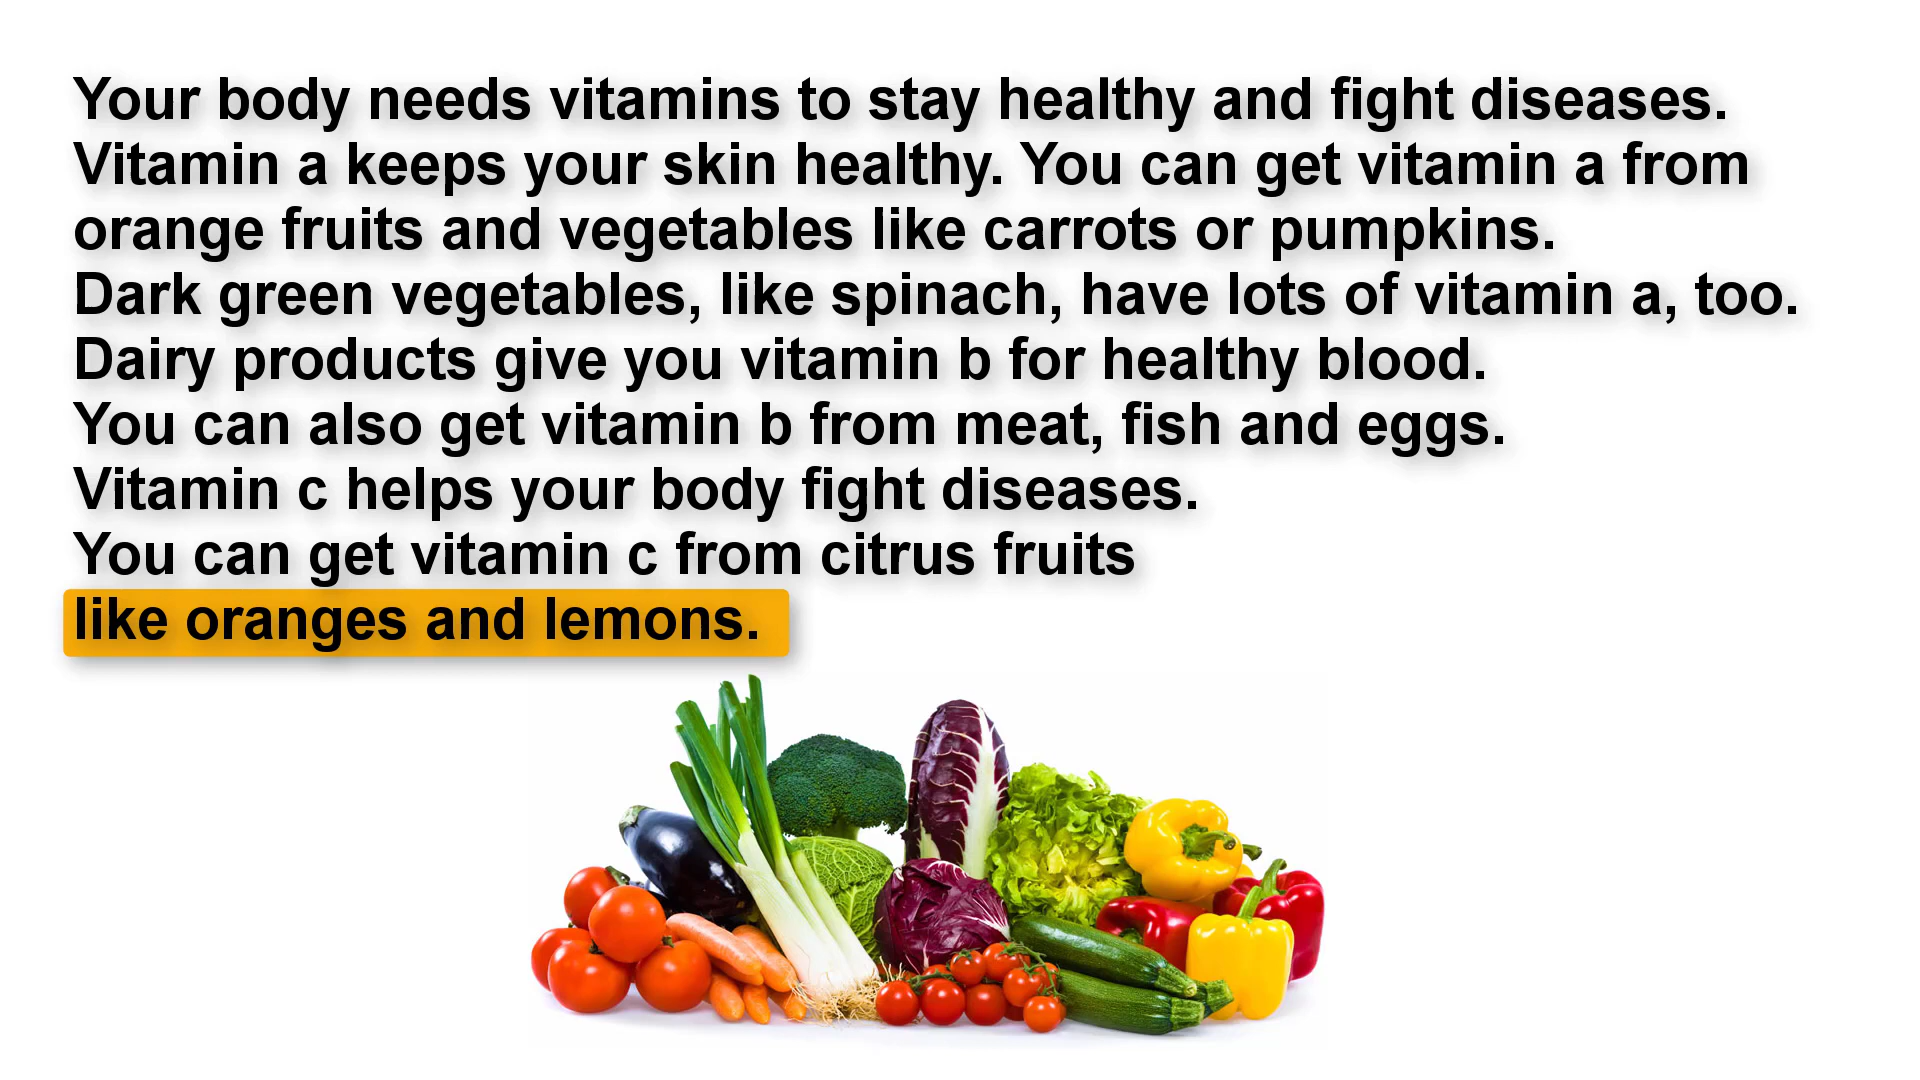 Your body needs vitamins to stay healthy and fight diseases.
Vitamin a keeps your skin healthy. You can get vitamin a from
orange fruits and vegetables like carrots or pumpkins.
Dark green vegetables, like spinach, have lots of vitamin a, too.
Dairy products give you vitamin b for healthy blood.
You can also get vitamin b from meat, fish and eggs.
Vitamin c helps your body fight diseases.
You can get vitamin c from citrus fruits
like oranges and lemons.